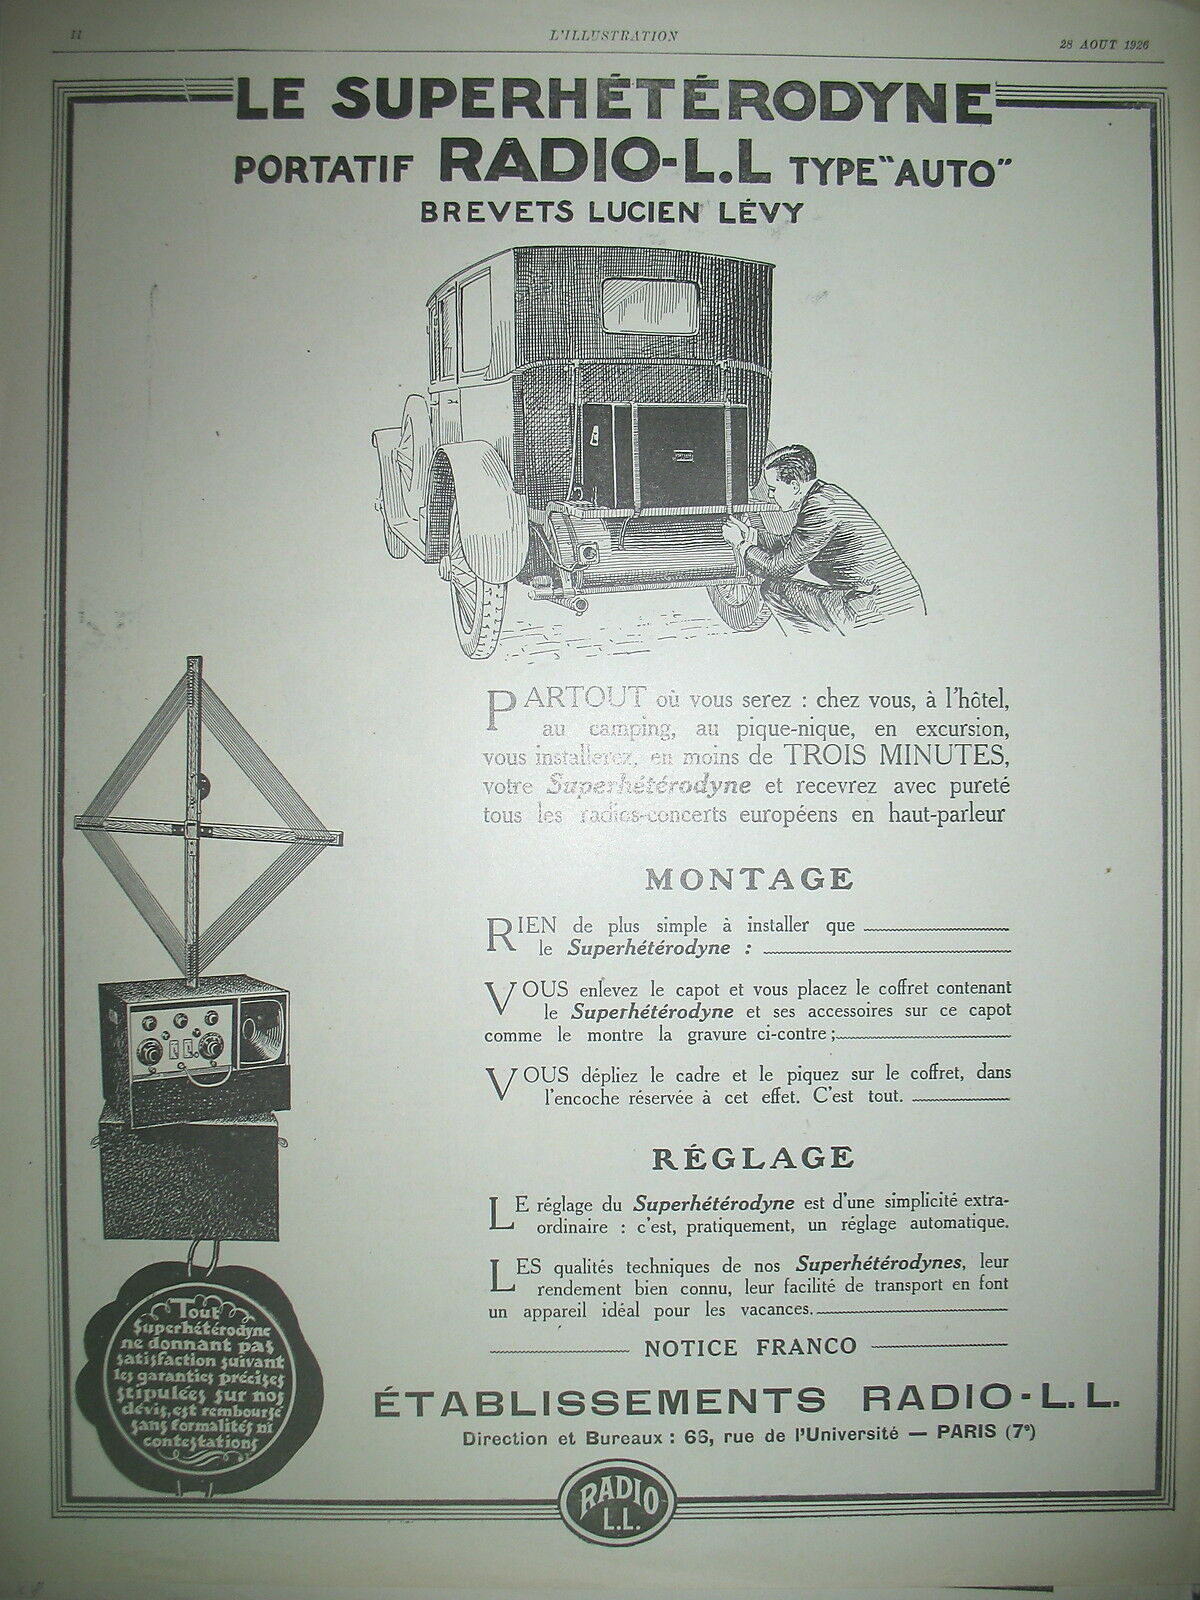 11
L'ILLUSTRATION
28 AOUT 1926
LE SUPERHÉTÉRODYNE
PORTATIF RADIO-L.L TYPE "AUTO"
BREVETS LUCIEN LÉVY
PARTOUT où vous serez : chez vous, à l'hôtel,
au camping, au pique-nique, en excursion,
vous installerez, en moins de TROIS MINUTES,
votre Superhétérodyne et recevrez avec pureté
tous les radios-concerts européens en haut-parleur
MONTAGE
RIEN de plus simple à installer que
le Superhétérodyne :
VOUS enlevez le capot et vous placez le coffret contenant
le Superhétérodyne et ses accessoires sur ce capot
comme le montre la gravure ci-contre ;
VOUS dépliez le cadre et le piquez sur le coffret, dans
l'encoche réservée à cet effet. C'est tout.
RÉGLAGE
LE réglage du Superhétérodyne est d'une simplicité extra-
ordinaire : c'est, pratiquement, un réglage automatique.
LES qualités techniques de nos Superhétérodynes, leur
rendement bien connu, leur facilité de transport en font
un appareil idéal pour les vacances.
NOTICE FRANCO
Tout
Superhétérodyne
ne donnant pas
satisfaction suivant
les garanties précises
stipulées sur nos
devis, est remboursé
sans formalités ni
contestations
ÉTABLISSEMENTS RADIO-L.L.
Direction et Bureaux : 66, rue de l'Université — PARIS (7e)
RADIO
L.L.